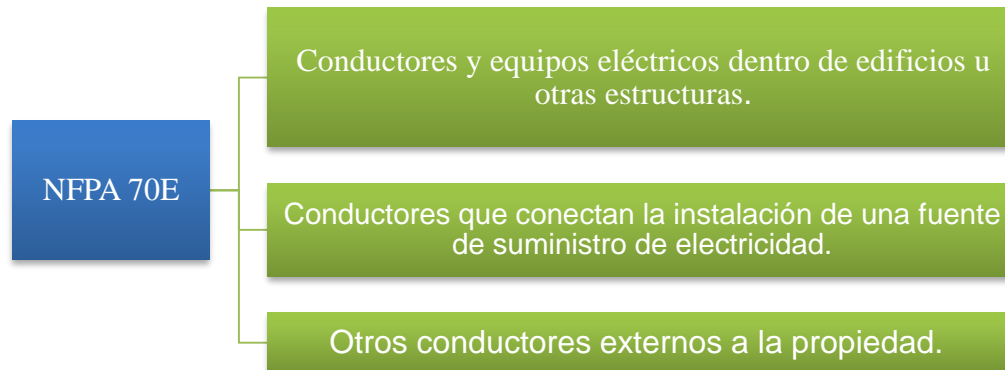 NFPA 70E
Conductores y equipos eléctricos dentro de edificios u
otras estructuras.
Conductores que conectan la instalación de una fuente
de suministro de electricidad.
Otros conductores externos a la propiedad.